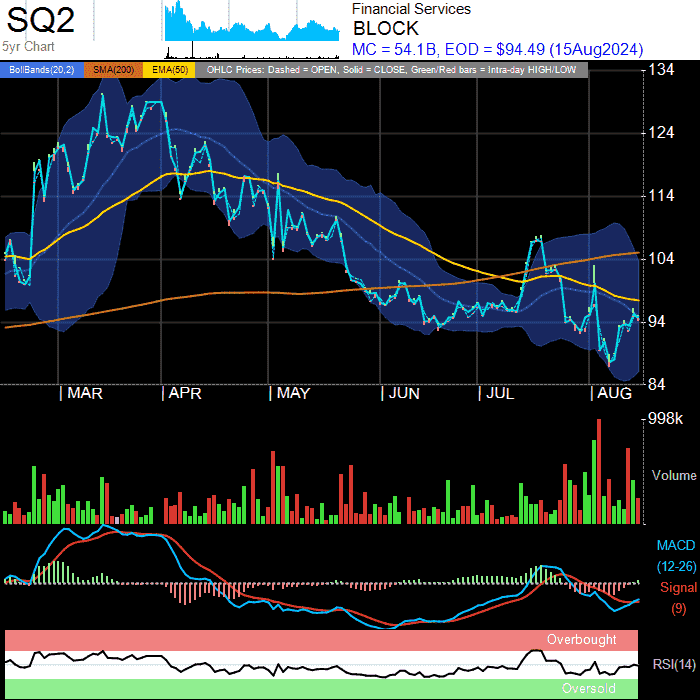 SQ2
5yr Chart
Financial Services
BLOCK
MC = 54.1B, EOD = $94.49 (15Aug2024)
BollBands(20,2) SMA(200) EMA(50) OHLC Prices: Dashed = OPEN, Solid = CLOSE, Green/Red bars = Intra-day HIGH/LOW
134
124
114
104
94
84
MAR APR MAY JUN JUL AUG
998k
Volume
MACD
(12-26)
Signal
(9)
Overbought
RSI(14)
Oversold